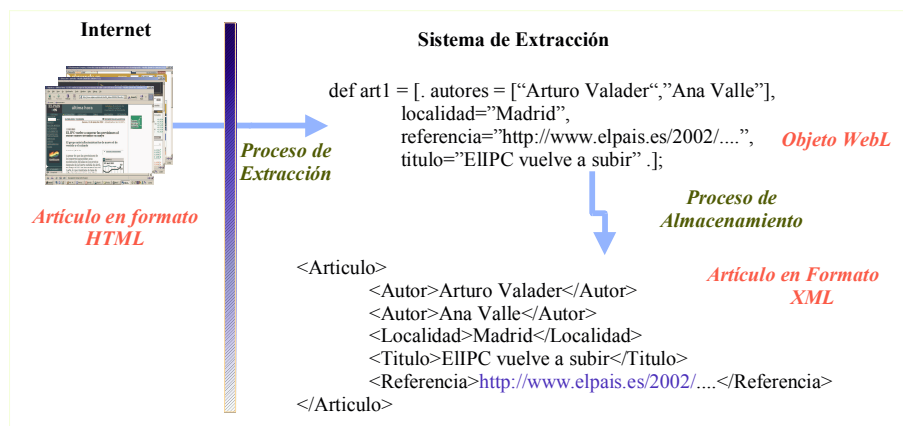 Internet
Sistema de Extracción
def art1 = [. autores = [“Arturo Valader“,”Ana Valle”],
localidad=”Madrid”,
referencia=”http://www.elpais.es/2002/....”,
titulo=”ElIPC vuelve a subir” .];
Objeto WebL
Proceso de
Extracción
Artículo en formato
HTML
Proceso de
Almacenamiento
Artículo en Formato
XML
<Articulo>
<Autor>Arturo Valader</Autor>
<Autor>Ana Valle</Autor>
<Localidad>Madrid</Localidad>
<Titulo>ElIPC vuelve a subir</Titulo>
<Referencia>http://www.elpais.es/2002/....</Referencia>
</Articulo>